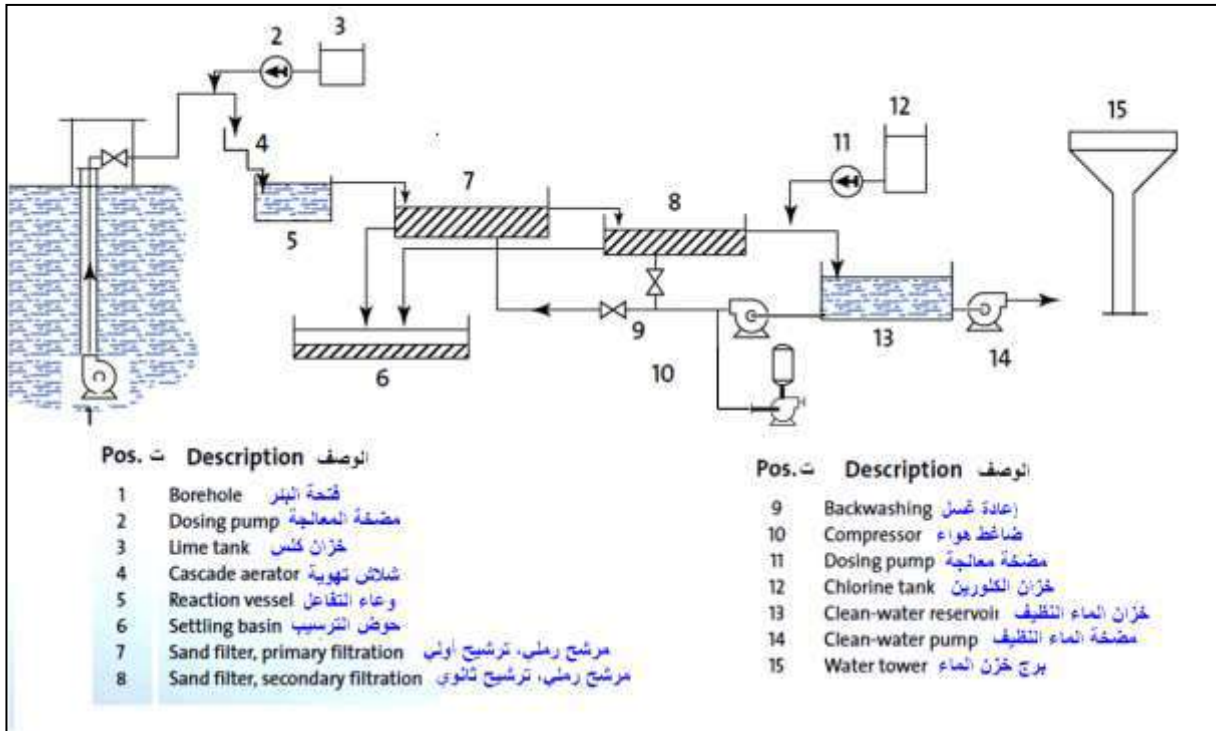 2
3
12
15
11
4
7
8
5
9
13
14
6
10
1
Pos. ت Description الوصف
1 Borehole فتحة البئر
2 Dosing pump مضخة المعالجة
3 Lime tank خزان كلس
4 Cascade aerator شلاش تهوية
5 Reaction vessel وعاء التفاعل
6 Settling basin حوض الترسيب
7 Sand filter, primary filtration مرشح رملي، ترشيح أولي
8 Sand filter, secondary filtration مرشح رملي، ترشيح ثانوي
Pos. ت Description الوصف
9 Backwashing إعادة غسل
10 Compressor ضاغط هواء
11 Dosing pump مضخة معالجة
12 Chlorine tank خزان الكلورين
13 Clean-water reservoir خزان الماء النظيف
14 Clean-water pump مضخة الماء النظيف
15 Water tower برج خزن الماء